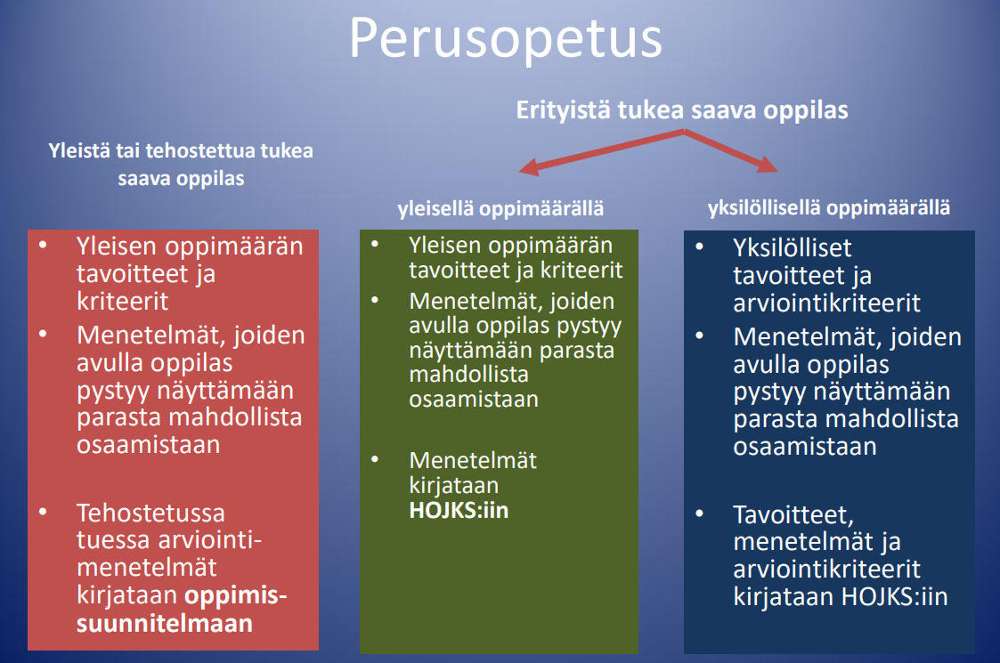 Perusopetus
Erityistä tukea saava oppilas
Yleistä tai tehostettua tukea
saava oppilas
yleisellä oppimäärällä
yksilöllisellä oppimäärällä
• Yleisen oppimäärän
tavoitteet ja
kriteerit
• Menetelmät, joiden
avulla oppilas
pystyy näyttämään
parasta mahdollista
osaamistaan
• Tehostetussa
tuessa arviointi-
menetelmät
kirjataan oppimis-
suunnitelmaan
• Yleisen oppimäärän
tavoitteet ja kriteerit
• Menetelmät, joiden
avulla oppilas pystyy
näyttämään parasta
mahdollista
osaamistaan
• Menetelmät
kirjataan
HOJKS:iin
• Yksilölliset
tavoitteet ja
arviointikriteerit
• Menetelmät, joiden
avulla oppilas
pystyy näyttämään
parasta mahdollista
osaamistaan
• Tavoitteet,
menetelmät ja
arviointikriteerit
kirjataan HOJKS:iin